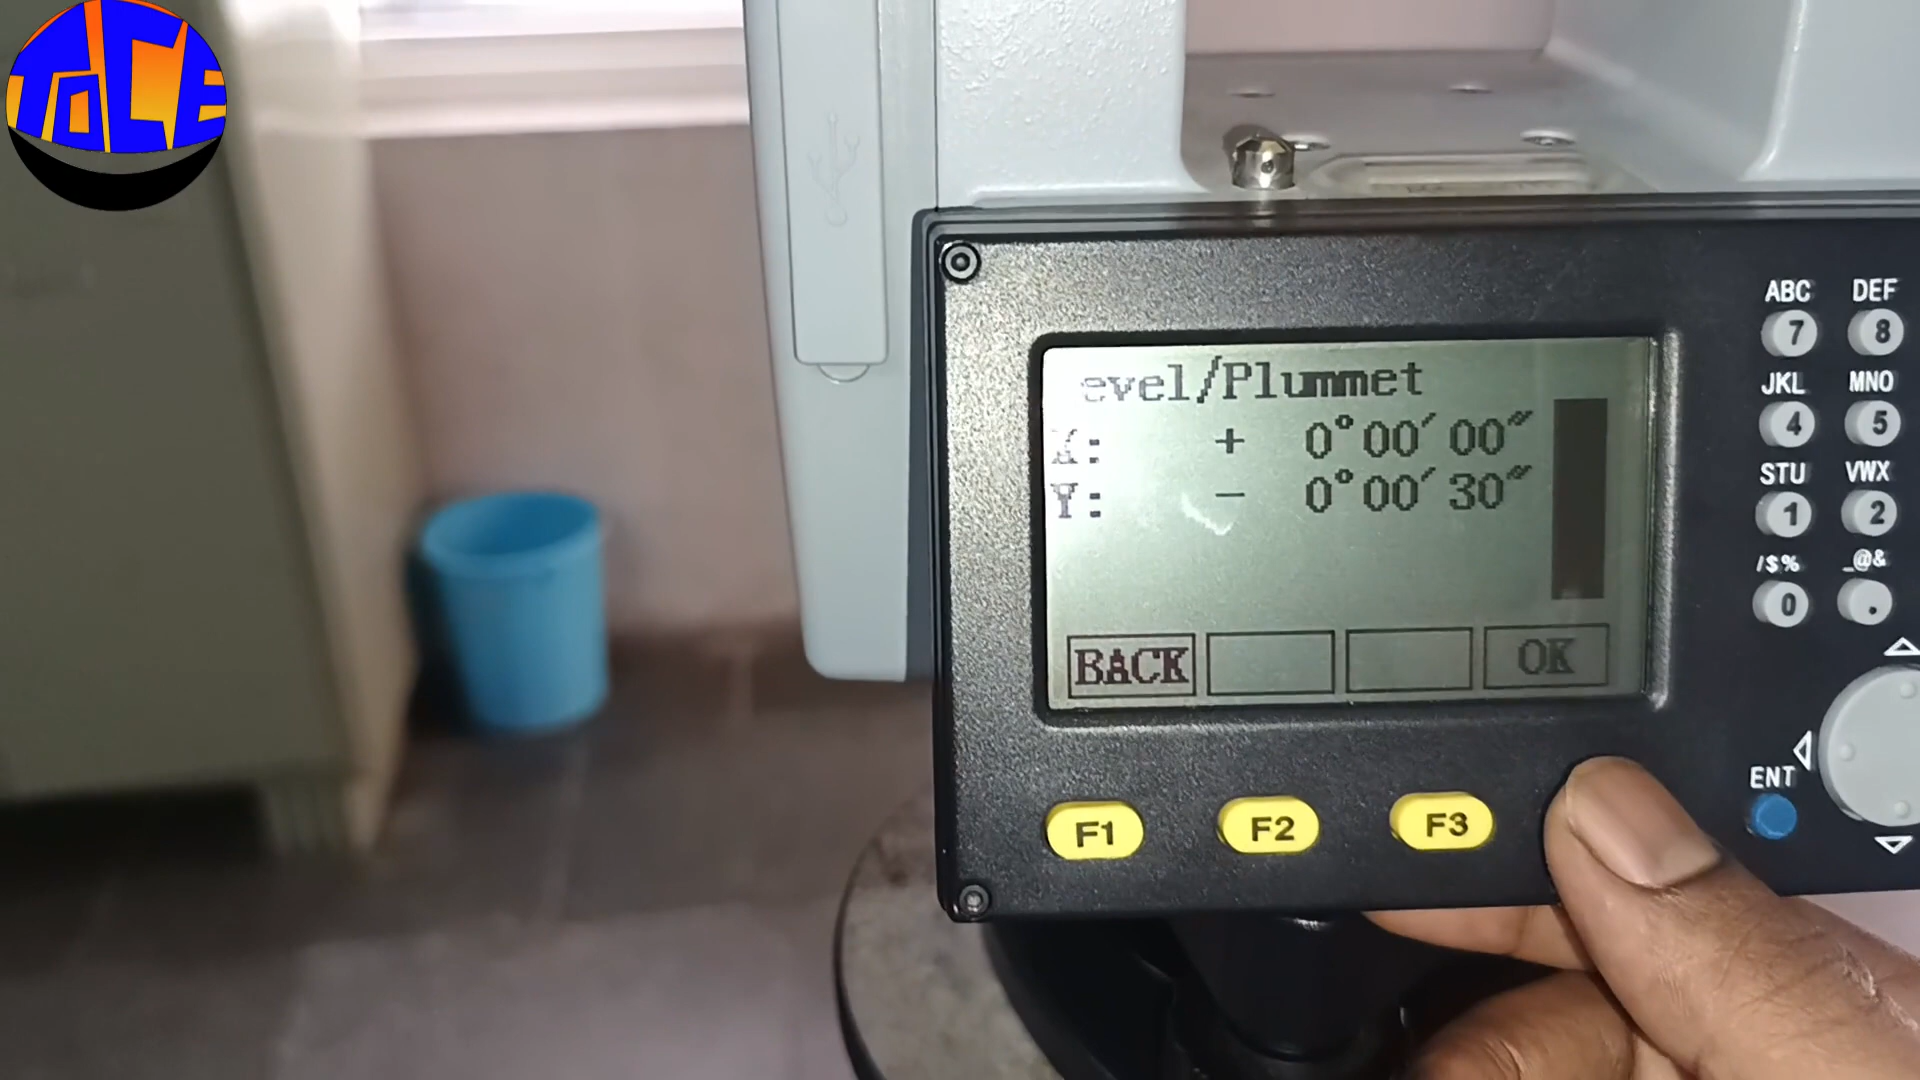 TdCE
evel/Plummet
X: + 0°00′00″
Y: − 0°00′30″
BACK OK
F1 F2 F3
ABC DEF
7 8
JKL MNO
4 5
STU VWX
1 2
/$% _@&
0 .
ENT